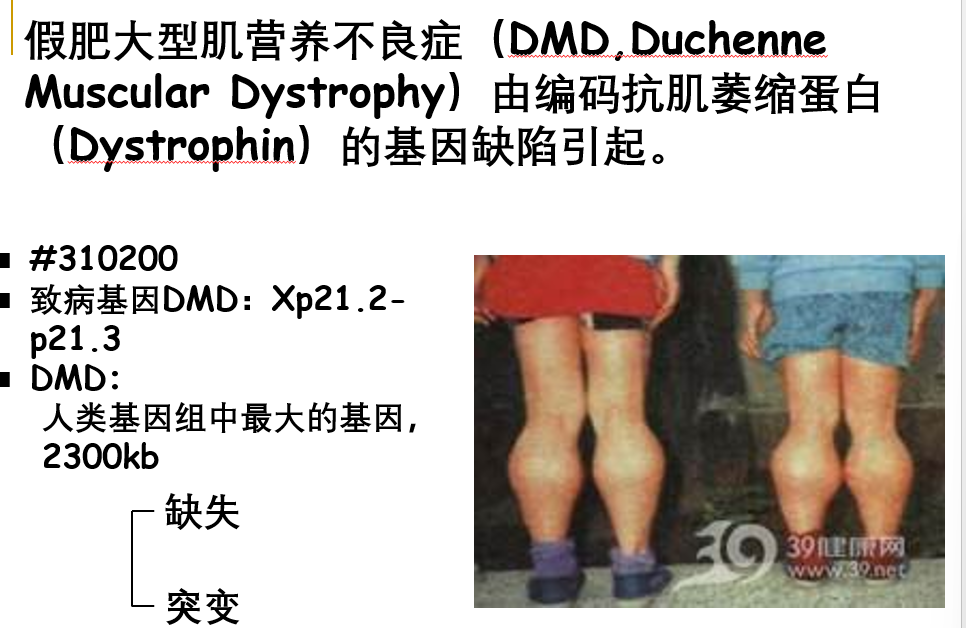 假肥大型肌营养不良症（DMD,Duchenne
Muscular Dystrophy）由编码抗肌萎缩蛋白
（Dystrophin）的基因缺陷引起。
#310200
致病基因DMD：Xp21.2-
p21.3
DMD：
人类基因组中最大的基因，
2300kb
缺失
突变
39健康网
www.39.net